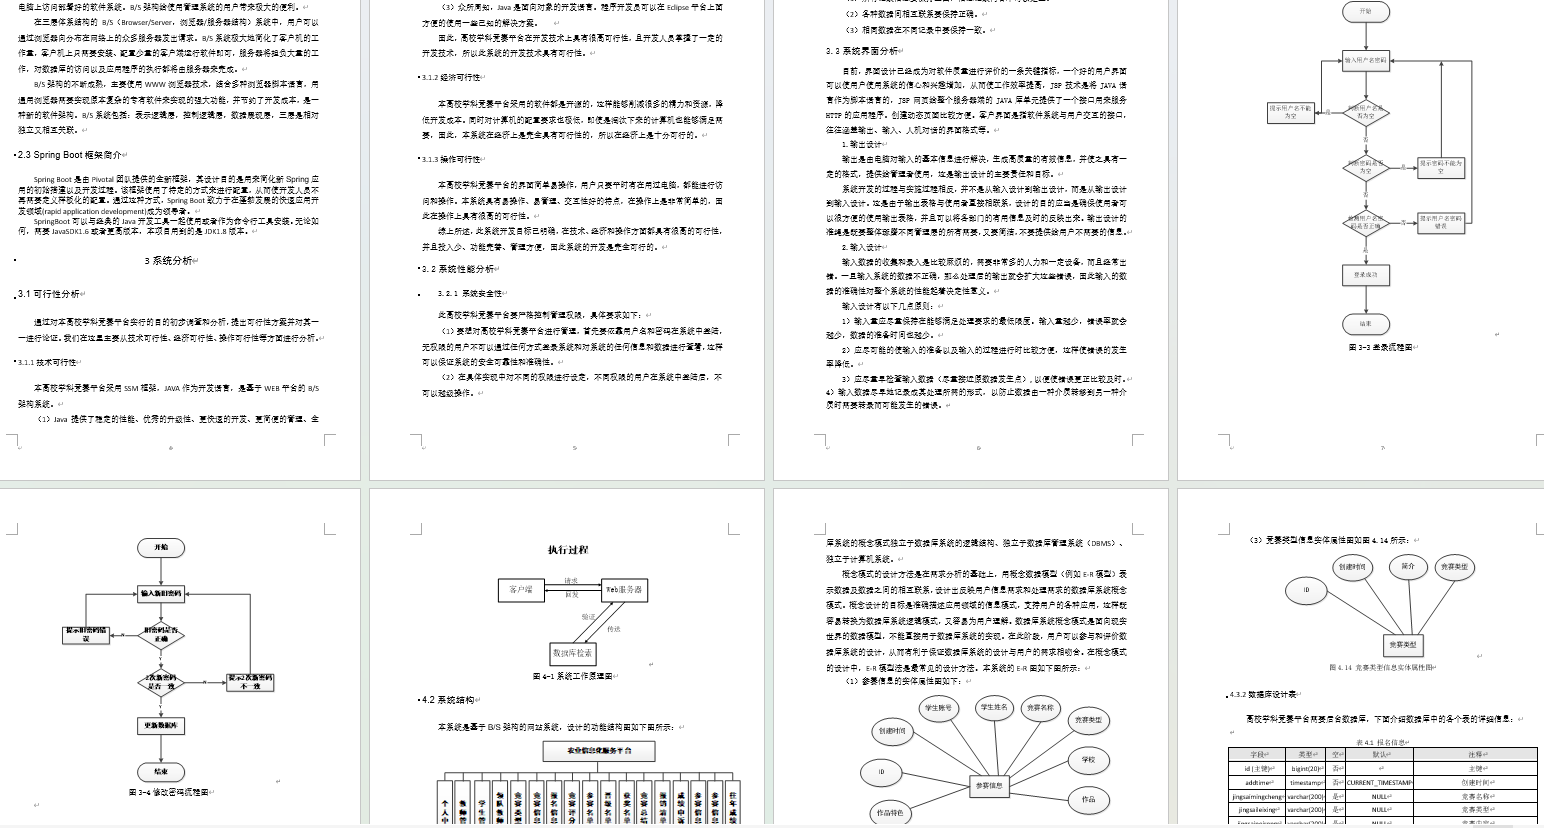 电脑上访问部署好的软件系统。B/S 架构给使用管理系统的用户带来极大的便利。
在三层体系结构的 B/S（Browser/Server，浏览器/服务器结构）系统中，用户可以
通过浏览器向分布在网络上的众多服务器发出请求。B/S 系统极大地简化了客户机的工
作量，客户机上只需要安装、配置少量的客户端运行软件即可，服务器将担负大量的工
作，对数据库的访问以及应用程序的执行都将由服务器来完成。
B/S 架构的不断成熟，主要使用 WWW 浏览器技术，结合多种浏览器脚本语言，用
通用浏览器需要实现原本复杂的专有软件来实现的强大功能，并节约了开发成本，是一
种新的软件架构。B/S 系统包括：表示逻辑层，控制逻辑层，数据展现层，三层是相对
独立又相互关联。
2.3 Spring Boot 框架简介
Spring Boot 是由 Pivotal 团队提供的全新框架，其设计目的是用来简化新 Spring 应
用的初始搭建以及开发过程。该框架使用了特定的方式来进行配置，从而使开发人员不
再需要定义样板化的配置。通过这种方式，Spring Boot 致力于在蓬勃发展的快速应用开
发领域(rapid application development)成为领导者。
SpringBoot 可以与经典的 Java 开发工具一起使用或者作为命令行工具安装。无论如
何，需要 JavaSDK1.6 或者更高版本，本项目用到的是 JDK1.8 版本。
3 系统分析
3.1 可行性分析
通过对本高校学科竞赛平台实行的目的初步调查和分析，提出可行性方案并对其一
一进行论证。我们在这里主要从技术可行性、经济可行性、操作可行性等方面进行分析。
3.1.1 技术可行性
本高校学科竞赛平台采用 SSM 框架，JAVA 作为开发语言，是基于 WEB 平台的 B/S
架构系统。
（1）Java 提供了稳定的性能、优秀的升级性、更快速的开发、更简便的管理、全
（3）众所周知，Java 是面向对象的开发语言。程序开发员可以在 Eclipse 平台上面
方便的使用一些已知的解决方案。
因此，高校学科竞赛平台在开发技术上具有很高可行性，且开发人员掌握了一定的
开发技术，所以此系统的开发技术具有可行性。
3.1.2 经济可行性
本高校学科竞赛平台采用的软件都是开源的，这样能够削减很多的精力和资源，降
低开发成本。同时对计算机的配置要求也极低，即使是淘汰下来的计算机也能够满足需
要，因此，本系统在经济上是完全具有可行性的，所以在经济上是十分可行的。
3.1.3 操作可行性
本高校学科竞赛平台的界面简单易操作，用户只要平时有在用过电脑，都能进行访
问和操作。本系统具有易操作、易管理、交互性好的特点，在操作上是非常简单的，因
此在操作上具有很高的可行性。
综上所述，此系统开发目标已明确，在技术、经济和操作方面都具有很高的可行性，
并且投入少、功能完善、管理方便，因此系统的开发是完全可行的。
3.2 系统性能分析
3.2.1 系统安全性
此高校学科竞赛平台要严格控制管理权限，具体要求如下：
（1）要想对高校学科竞赛平台进行管理，首先要依靠用户名和密码在系统中登陆，
无权限的用户不可以通过任何方式登录系统和对系统的任何信息和数据进行查看，这样
可以保证系统的安全可靠性和准确性。
（2）在具体实现中对不同的权限进行设定，不同权限的用户在系统中登陆后，不
可以越级操作。
（2）各种数据间相互联系要保持正确。
（3）相同数据在不同记录中要保持一致。
3.3 系统界面分析
目前，界面设计已经成为对软件质量进行评价的一条关键指标，一个好的用户界面
可以使用户使用系统的信心和兴趣增加，从而使工作效率提高，JSP 技术是将 JAVA 语
言作为脚本语言的，JSP 网页给整个服务器端的 JAVA 库单元提供了一个接口用来服务
HTTP 的应用程序。创建动态页面比较方便。客户界面是指软件系统与用户交互的接口，
往往涵盖输出、输入、人机对话的界面格式等。
1.输出设计
输出是由电脑对输入的基本信息进行解决，生成高质量的有效信息，并使之具有一
定的格式，提供给管理者使用，这是输出设计的主要责任和目标。
系统开发的过程与实施过程相反，并不是从输入设计到输出设计，而是从输出设计
到输入设计。这是由于输出表格与使用者直接相联系，设计的目的应当是确保使用者可
以很方便的使用输出表格，并且可以将各部门的有用信息及时的反映出来。输出设计的
准绳是既要整体琢磨不同管理层的所有需要，又要简洁，不要提供给用户不需要的信息。
2.输入设计
输入数据的收集和录入是比较麻烦的，需要非常多的人力和一定设备，而且经常出
错。一旦输入系统的数据不正确，那么处理后的输出就会扩大这些错误，因此输入的数
据的准确性对整个系统的性能起着决定性意义。
输入设计有以下几点原则：
1）输入量应尽量保持在能够满足处理要求的最低限度。输入量越少，错误率就会
越少，数据的准备时间也越少。
2）应尽可能的使输入的准备以及输入的过程进行时比较方便，这样使错误的发生
率降低。
3）应尽量早检查输入数据（尽量接近原数据发生点），以便使错误更正比较及时。
4）输入数据尽早地记录成其处理所需的形式，以防止数据由一种介质转移到另一种介
质时需要转录而可能发生的错误。
开始
输入用户名密码
提示用户名不能为空
判断用户名是否为空
是
否
判断密码是否为空
是
提示密码不能为空
否
提示用户名密码错误
否
是
登录成功
结束
图 3-3 登录流程图
开始
输入新旧密码
提示旧密码错误
旧密码是否正确
2次新密码是否一致
提示2次新密码不一致
更新数据库
结束
图 3-4 修改密码流程图
执行过程
客户端
请求
回发
Web服务器
验证
传送
数据库检索
图 4-1 系统工作原理图
4.2 系统结构
本系统是基于 B/S 架构的网站系统，设计的功能结构图如下图所示：
农业信息化服务平台
库系统的概念模式独立于数据库系统的逻辑结构、独立于数据库管理系统（DBMS）、
独立于计算机系统。
概念模式的设计方法是在需求分析的基础上，用概念数据模型（例如 E-R 模型）表
示数据及数据之间的相互联系，设计出反映用户信息需求和处理需求的数据库系统概念
模式。概念设计的目标是准确描述应用领域的信息模式，支持用户的各种应用，这样既
容易转换为数据库系统逻辑模式，又容易为用户理解。数据库系统概念模式是面向现实
世界的数据模型，不能直接用于数据库系统的实现。在此阶段，用户可以参与和评价数
据库系统的设计，从而有利于保证数据库系统的设计与用户的需求相吻合。在概念模式
的设计中，E-R 模型法是最常见的设计方法。本系统的 E-R 图如下图所示：
（1）参赛信息的实体属性图如下：
学生账号
学生姓名
竞赛名称
竞赛类型
创建时间
学校
ID
参赛信息
作品
作品特色
（3）竞赛类型信息实体属性图如图 4.14 所示：
创建时间
简介
竞赛类型
ID
竞赛类型
图 4.14 竞赛类型信息实体属性图
4.3.2 数据库设计表
高校学科竞赛平台需要后台数据库，下面介绍数据库中的各个表的详细信息：
表 4.1 报名信息
字段 类型 空 默认 注释
id (主键) bigint(20) 否 主键
addtime timestamp 否 CURRENT_TIMESTAMP 创建时间
jingsaimingcheng varchar(200) 是 NULL 竞赛名称
jingsaileixing varchar(200) 是 NULL 竞赛类型